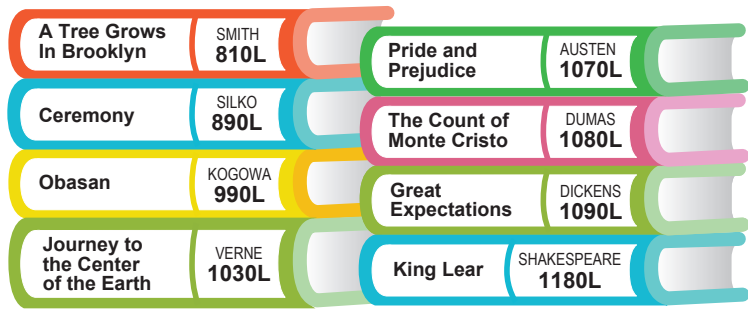 A Tree Grows
In Brooklyn
SMITH
810L
Ceremony
SILKO
890L
Obasan
KOGOWA
990L
Journey to
the Center
of the Earth
VERNE
1030L
Pride and
Prejudice
AUSTEN
1070L
The Count of
Monte Cristo
DUMAS
1080L
Great
Expectations
DICKENS
1090L
King Lear
SHAKESPEARE
1180L